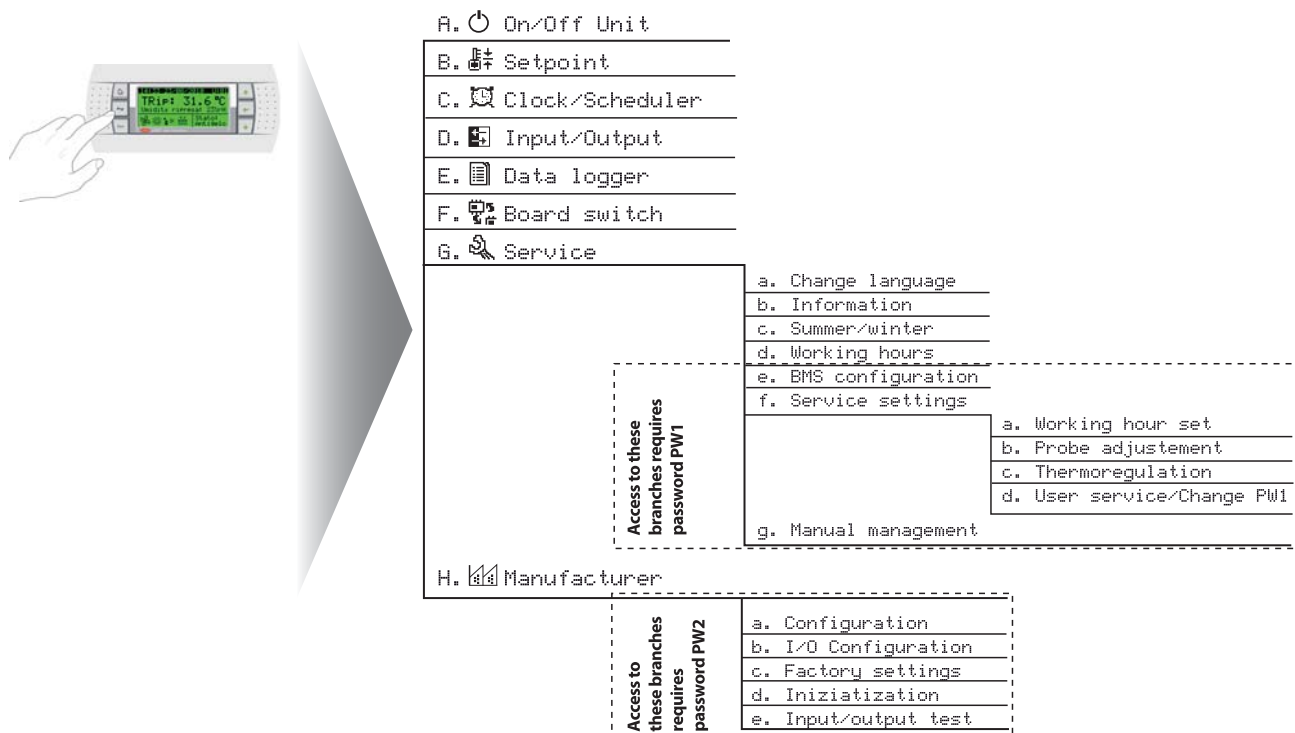 A. On/Off Unit
B. Setpoint
C. Clock/Scheduler
D. Input/Output
E. Data logger
F. Board switch
G. Service
a. Change language
b. Information
c. Summer/winter
d. Working hours
e. BMS configuration
f. Service settings
a. Working hour set
b. Probe adjustement
c. Thermoregulation
d. User service/Change PW1
g. Manual management
Access to these
branches requires
password PW1
H. Manufacturer
a. Configuration
b. I/O Configuration
c. Factory settings
d. Iniziatization
e. Input/output test
Access to
these branches
requires
password PW2
TRip: 31.6°C